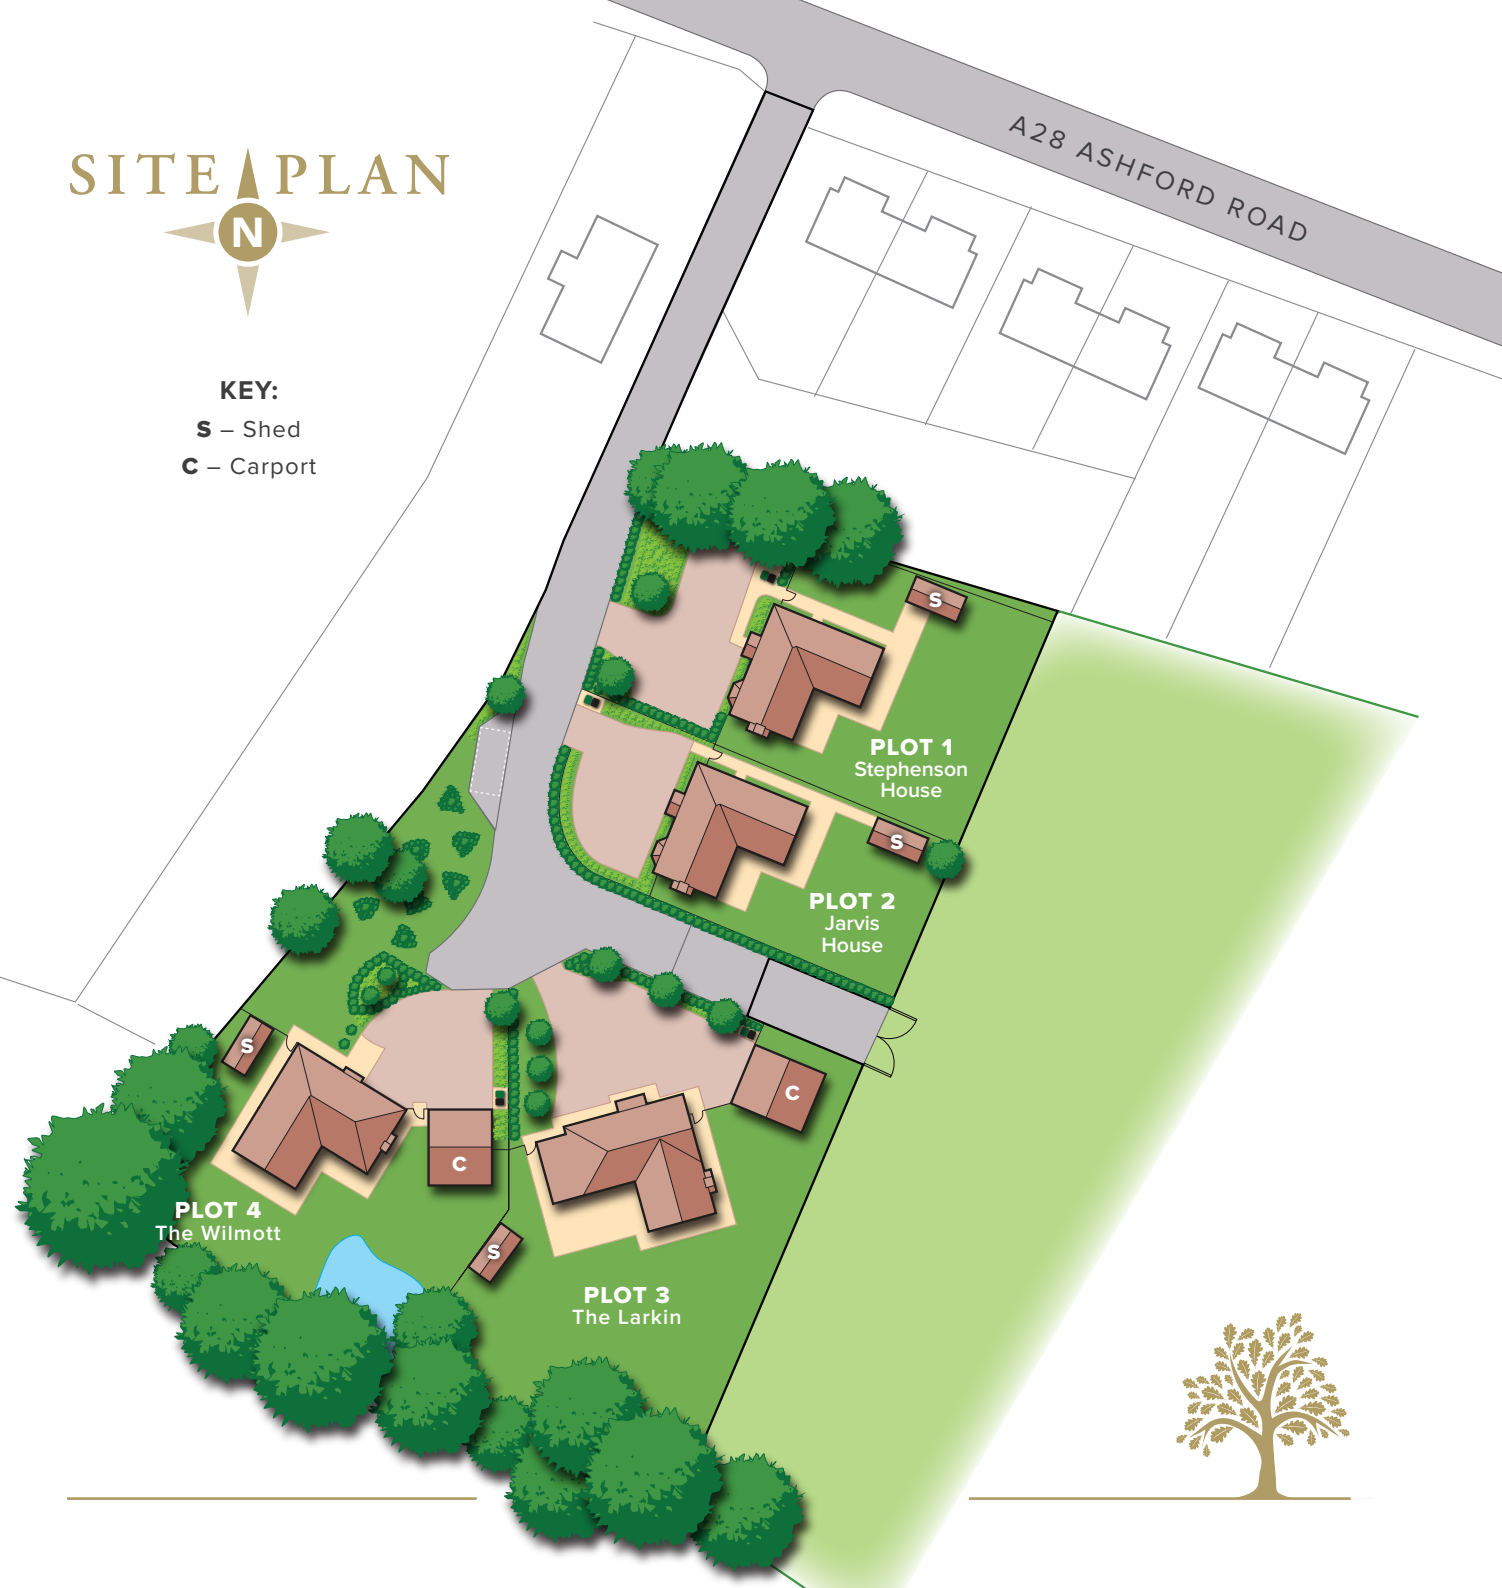 SITE PLAN
N
KEY:
S – Shed
C – Carport
A28 ASHFORD ROAD
S
PLOT 1
Stephenson
House
S
PLOT 2
Jarvis
House
S
C
C
PLOT 4
The Wilmott
S
PLOT 3
The Larkin